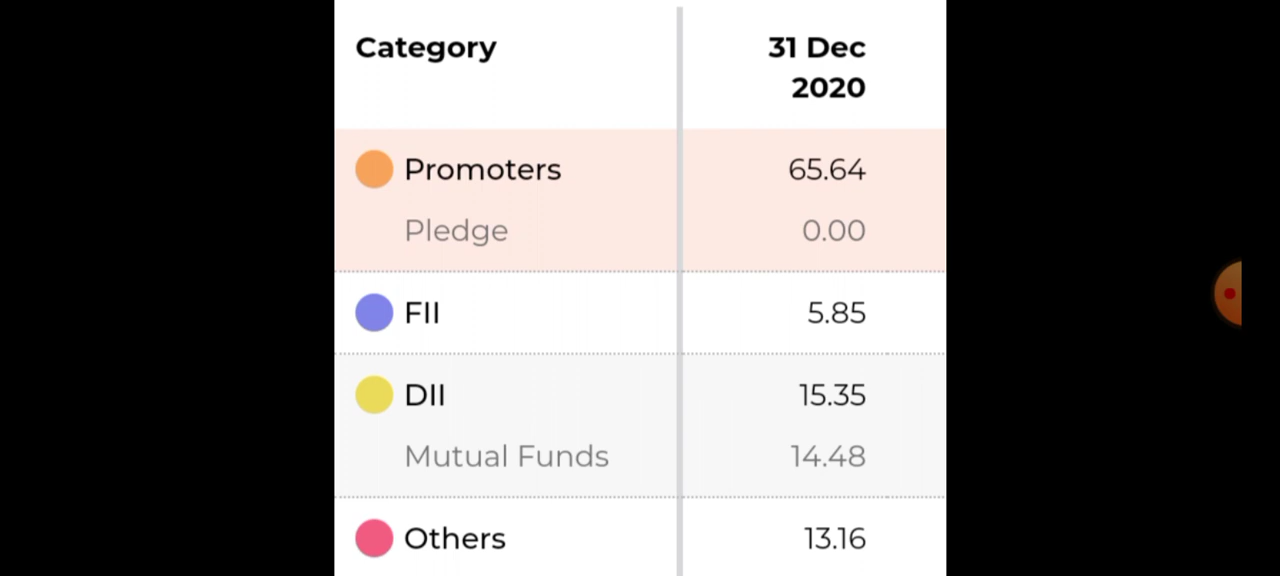 Category 31 Dec
2020
Promoters 65.64
Pledge 0.00
FII 5.85
DII 15.35
Mutual Funds 14.48
Others 13.16